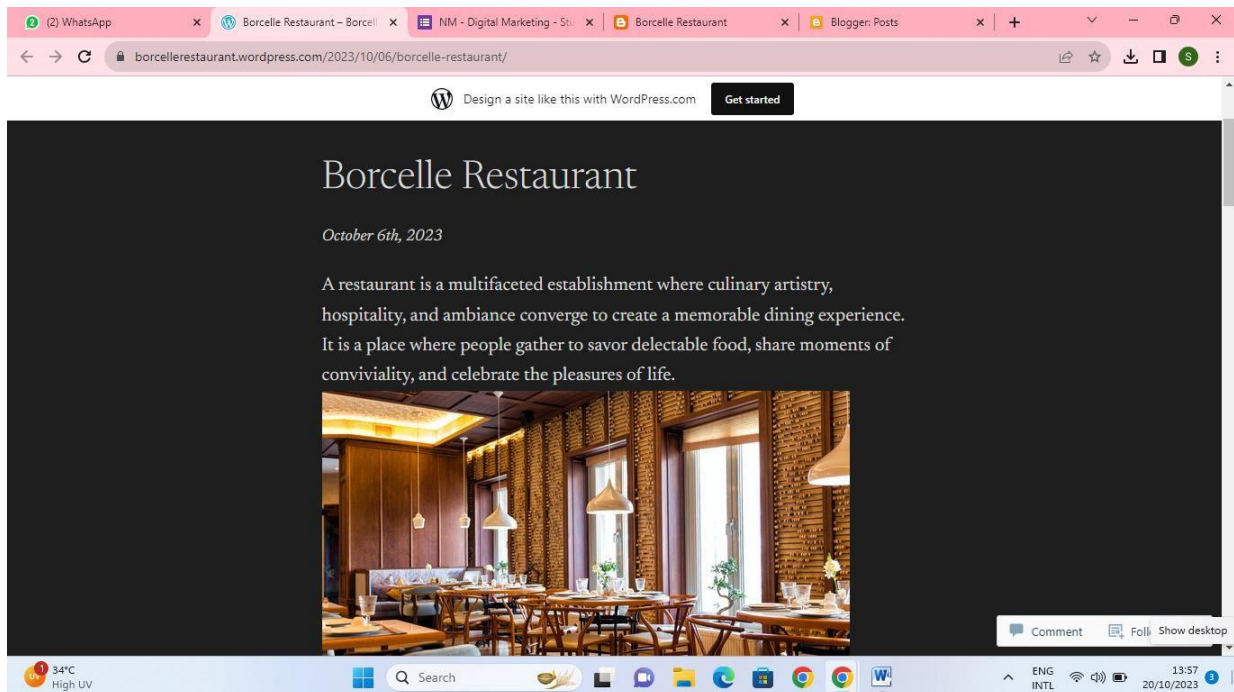 2 (2) WhatsApp
Borcelle Restaurant – Borcell
NM - Digital Marketing - Stu
Borcelle Restaurant
Blogger: Posts
borcellerestaurant.wordpress.com/2023/10/06/borcelle-restaurant/
S
Design a site like this with WordPress.com
Get started
Borcelle Restaurant
October 6th, 2023
A restaurant is a multifaceted establishment where culinary artistry,
hospitality, and ambiance converge to create a memorable dining experience.
It is a place where people gather to savor delectable food, share moments of
conviviality, and celebrate the pleasures of life.
Comment
Foll
Show desktop
1
34°C
High UV
Search
W
ENG
INTL
13:57
20/10/2023
3